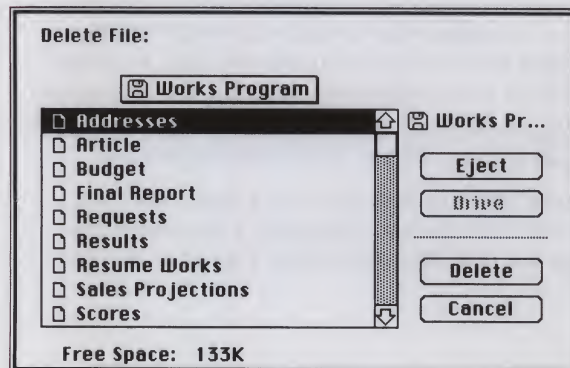 Delete File:
Works Program
Addresses
Article
Budget
Final Report
Requests
Results
Resume Works
Sales Projections
Scores
Works Pr...
Eject
Drive
Delete
Cancel
Free Space: 133K